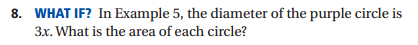 8. WHAT IF? In Example 5, the diameter of the purple circle is
3x. What is the area of each circle?